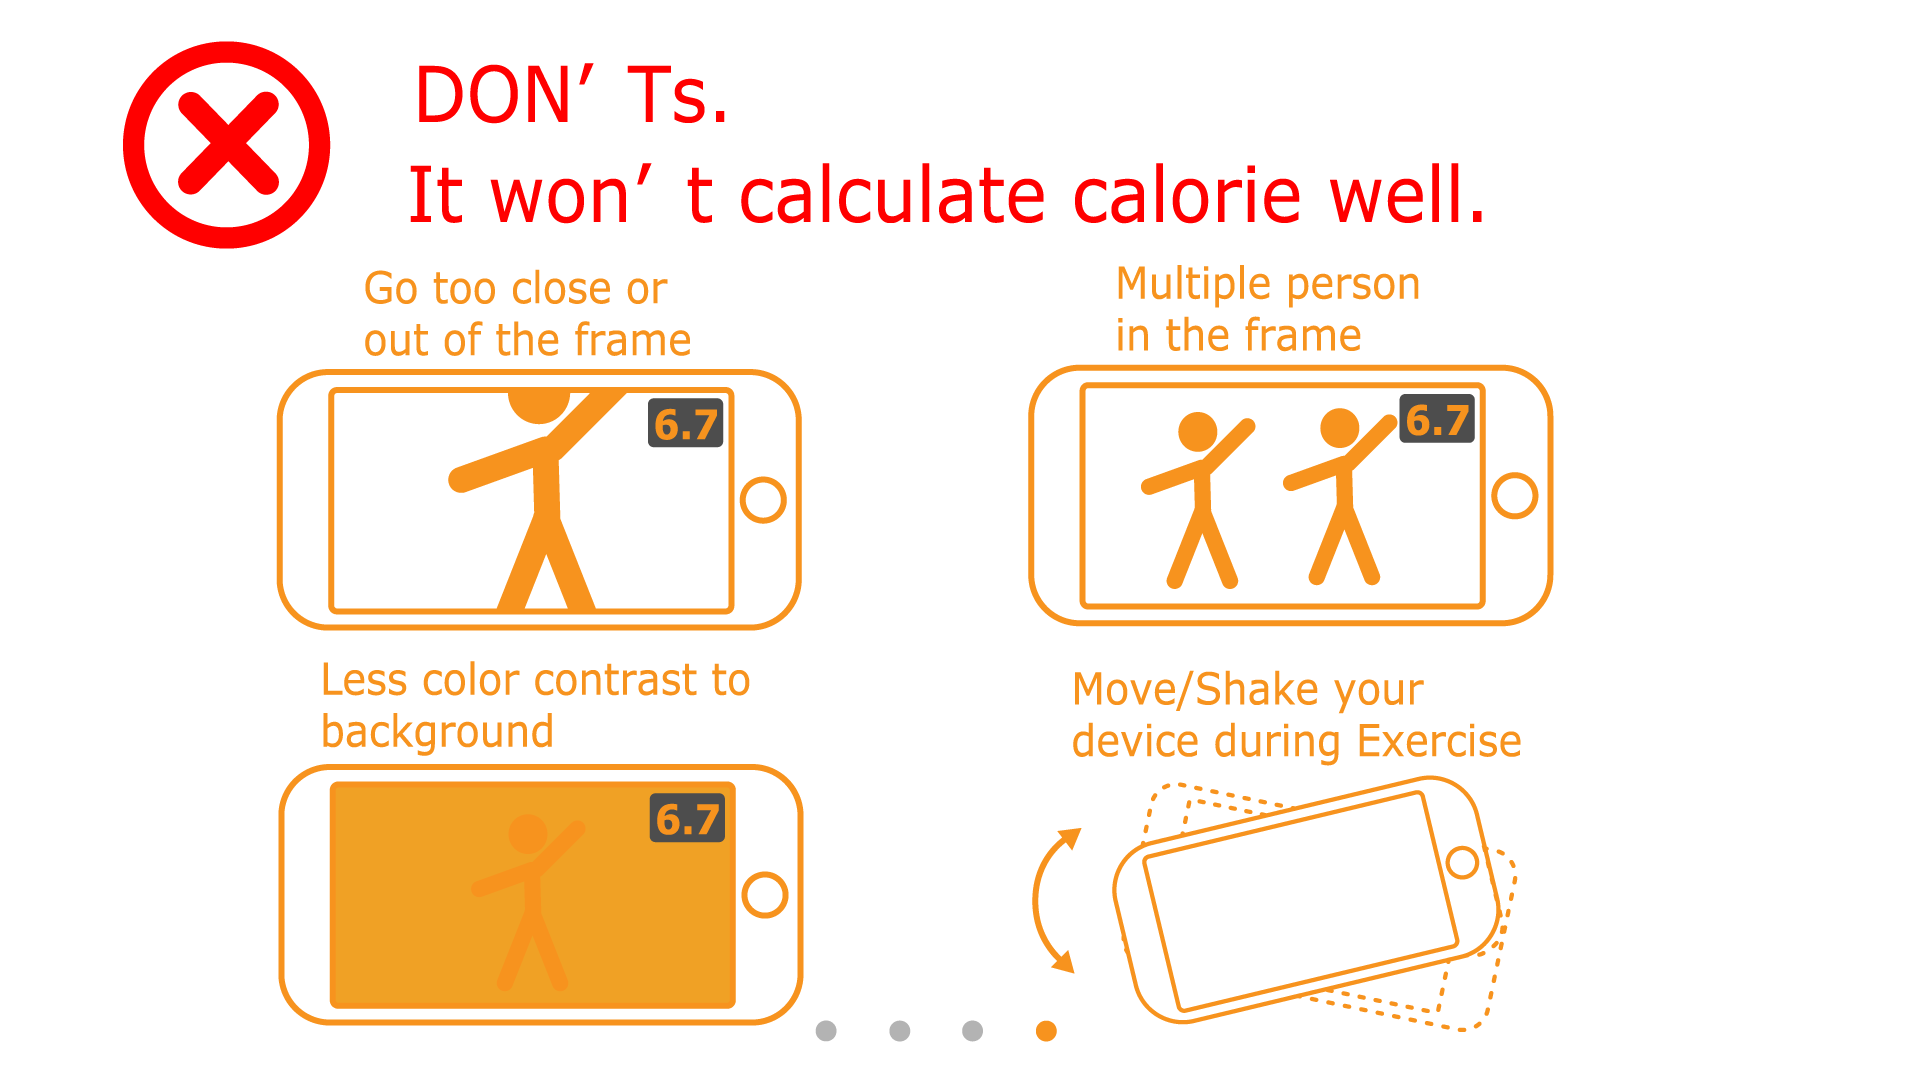 DON’ Ts.
It won’ t calculate calorie well.
Go too close or
out of the frame
6.7
Multiple person
in the frame
6.7
Less color contrast to
background
6.7
Move/Shake your
device during Exercise